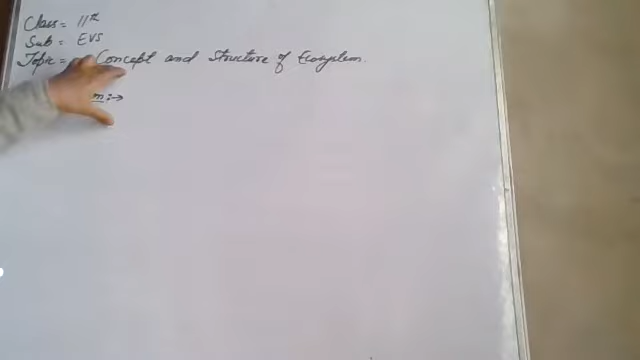 Class = 11th
Sub = EVS
Topic = Concept and Structure of Ecosystem.
m :→